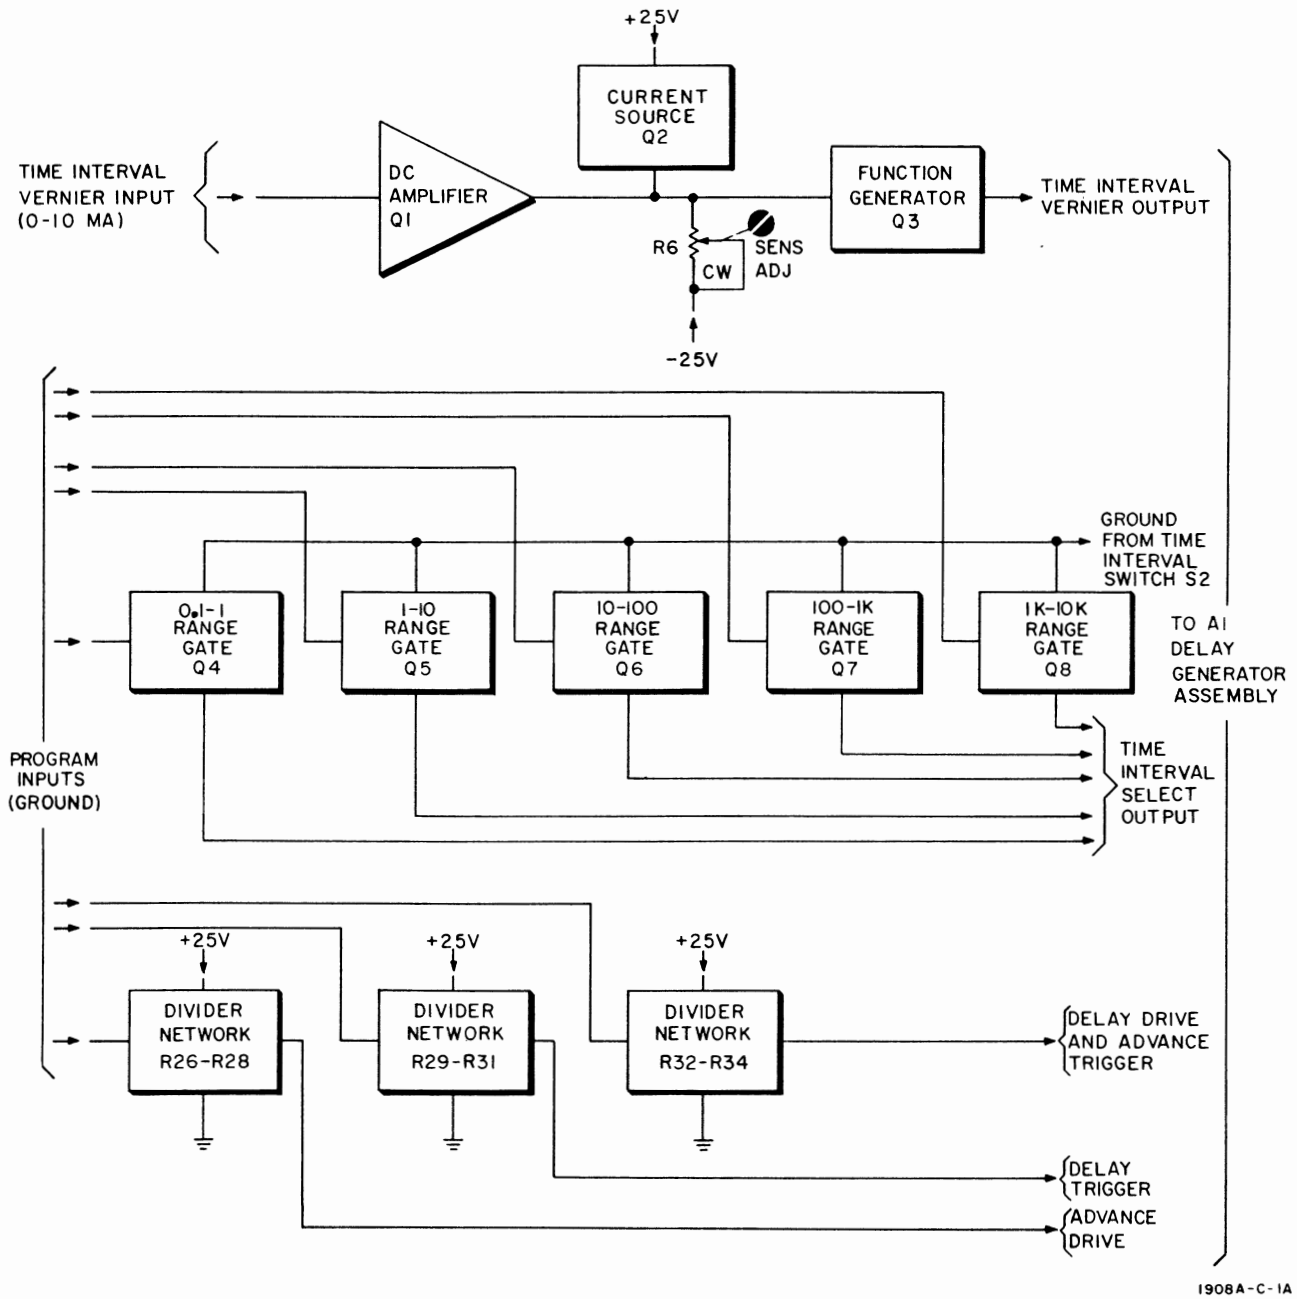 +25V
CURRENT
SOURCE
Q2
TIME INTERVAL
VERNIER INPUT
(0-10 MA)
DC
AMPLIFIER
Q1
FUNCTION
GENERATOR
Q3
TIME INTERVAL
VERNIER OUTPUT
R6
CW
SENS
ADJ
-25V
GROUND
FROM TIME
INTERVAL
SWITCH S2
0.1-1
RANGE
GATE
Q4
1-10
RANGE
GATE
Q5
10-100
RANGE
GATE
Q6
100-1K
RANGE
GATE
Q7
1K-10K
RANGE
GATE
Q8
TO A1
DELAY
GENERATOR
ASSEMBLY
PROGRAM
INPUTS
(GROUND)
TIME
INTERVAL
SELECT
OUTPUT
+25V
+25V
+25V
DIVIDER
NETWORK
R26-R28
DIVIDER
NETWORK
R29-R31
DIVIDER
NETWORK
R32-R34
DELAY DRIVE
AND ADVANCE
TRIGGER
DELAY
TRIGGER
ADVANCE
DRIVE
1908A-C-1A